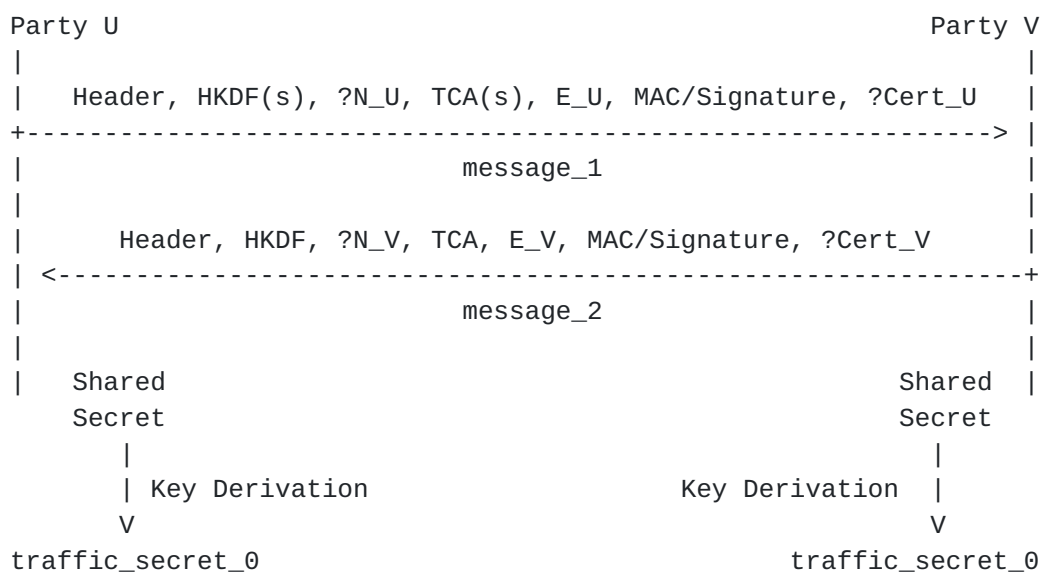 Party U                                                    Party V
|                                                                 |
|   Header, HKDF(s), ?N_U, TCA(s), E_U, MAC/Signature, ?Cert_U   |
+--------------------------------------------------------------> |
|                            message_1                           |
|                                                                 |
|      Header, HKDF, ?N_V, TCA, E_V, MAC/Signature, ?Cert_V      |
| <--------------------------------------------------------------+
|                            message_2                           |
|                                                                 |
|   Shared                                               Shared  |
    Secret                                               Secret
       |                                                    |
       | Key Derivation                    Key Derivation  |
       V                                                    V
traffic_secret_0                                  traffic_secret_0